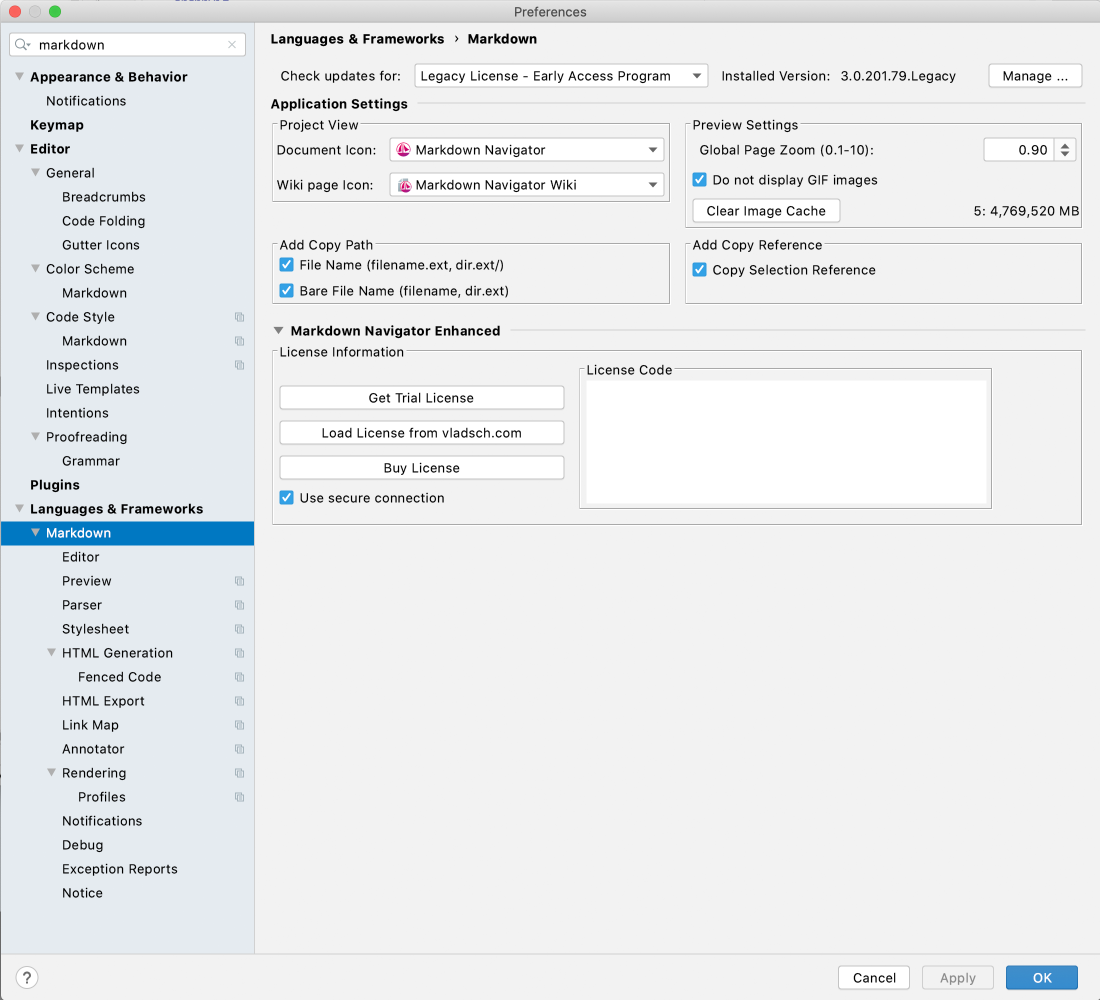 Preferences
markdown
Appearance & Behavior
Notifications
Keymap
Editor
General
Breadcrumbs
Code Folding
Gutter Icons
Color Scheme
Markdown
Code Style
Markdown
Inspections
Live Templates
Intentions
Proofreading
Grammar
Plugins
Languages & Frameworks
Markdown
Editor
Preview
Parser
Stylesheet
HTML Generation
Fenced Code
HTML Export
Link Map
Annotator
Rendering
Profiles
Notifications
Debug
Exception Reports
Notice
Languages & Frameworks › Markdown
Check updates for: Legacy License - Early Access Program Installed Version: 3.0.201.79.Legacy Manage ...
Application Settings
Project View
Document Icon: Markdown Navigator
Wiki page Icon: Markdown Navigator Wiki
Preview Settings
Global Page Zoom (0.1-10): 0.90
Do not display GIF images
Clear Image Cache 5: 4,769,520 MB
Add Copy Path
File Name (filename.ext, dir.ext/)
Bare File Name (filename, dir.ext)
Add Copy Reference
Copy Selection Reference
Markdown Navigator Enhanced
License Information
Get Trial License
Load License from vladsch.com
Buy License
Use secure connection
License Code
? Cancel Apply OK